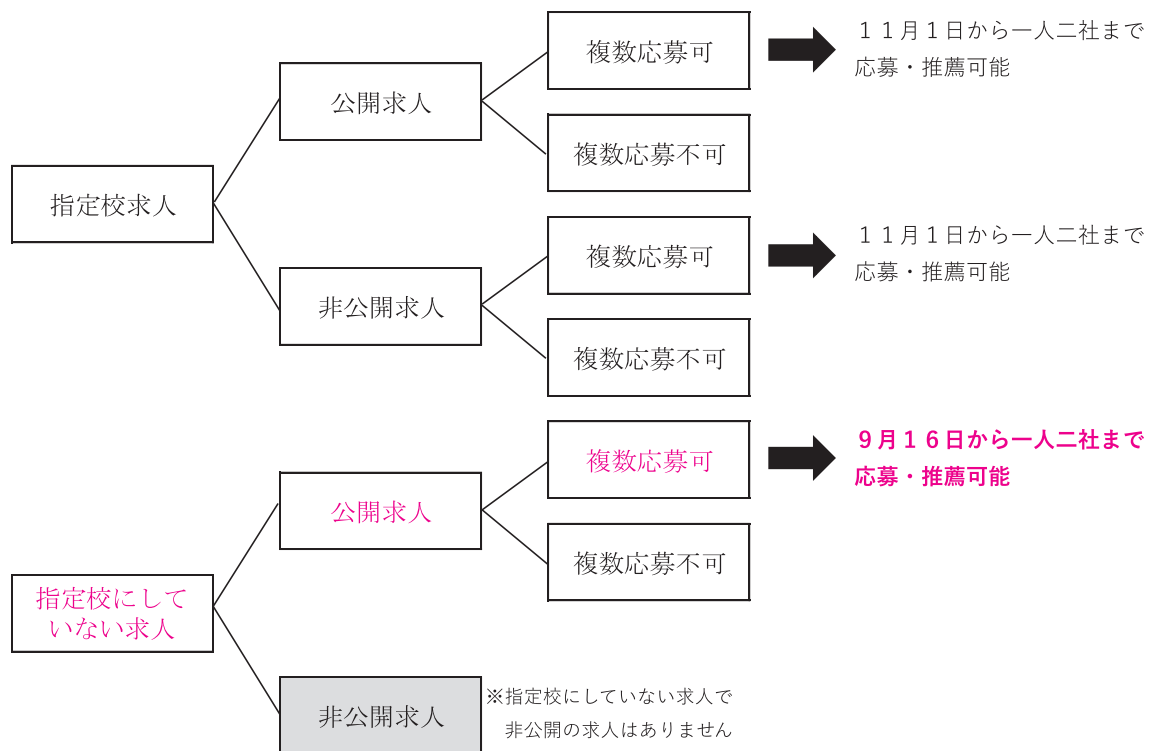 指定校求人
公開求人
複数応募可
１１月１日から一人二社まで
応募・推薦可能
複数応募不可
非公開求人
複数応募可
１１月１日から一人二社まで
応募・推薦可能
複数応募不可
指定校にして
いない求人
公開求人
複数応募可
９月１６日から一人二社まで
応募・推薦可能
複数応募不可
非公開求人
※指定校にしていない求人で
非公開の求人はありません